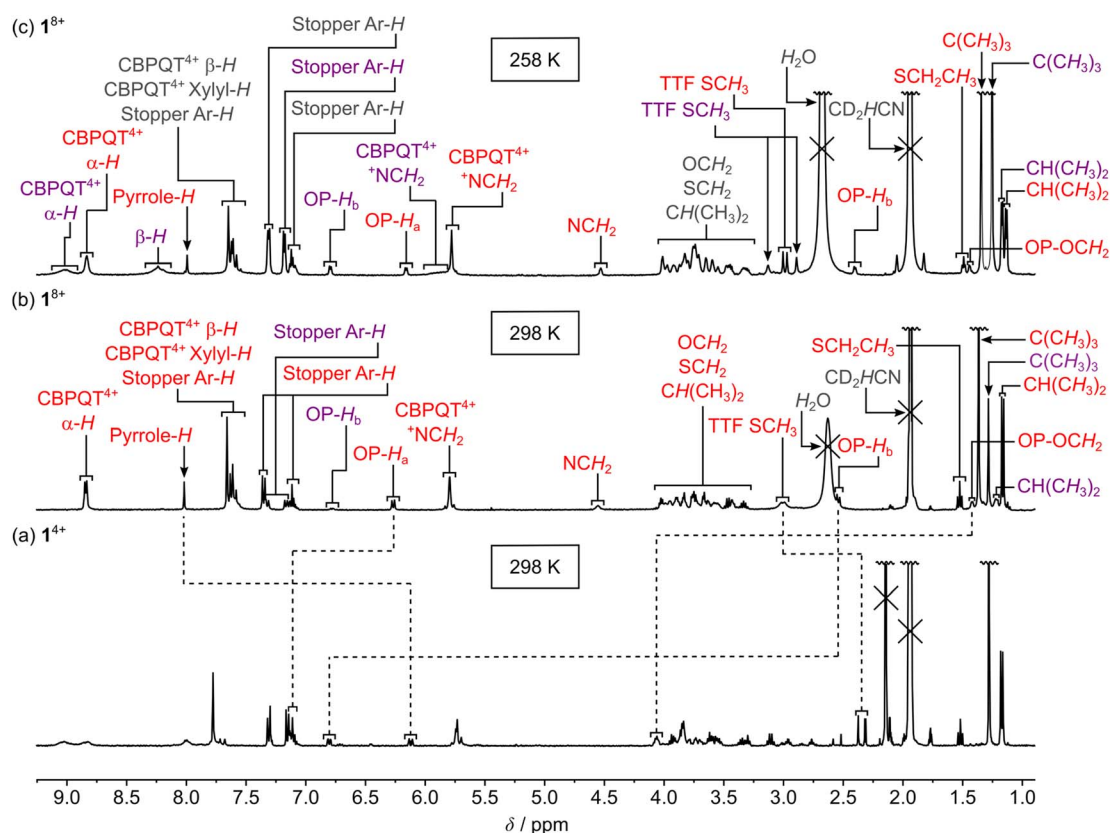 (c) 1⁸⁺
258 K
Stopper Ar-H
CBPQT⁴⁺ β-H
CBPQT⁴⁺ Xylyl-H
Stopper Ar-H
Stopper Ar-H
Stopper Ar-H
CBPQT⁴⁺
α-H
CBPQT⁴⁺
α-H
Pyrrole-H
β-H
OP-H_b
OP-H_a
CBPQT⁴⁺
⁺NCH₂
CBPQT⁴⁺
⁺NCH₂
NCH₂
OCH₂
SCH₂
CH(CH₃)₂
TTF SCH₃
TTF SCH₃
H₂O
CD₂HCN
OP-H_b
SCH₂CH₃
C(CH₃)₃
C(CH₃)₃
CH(CH₃)₂
CH(CH₃)₂
OP-OCH₂
(b) 1⁸⁺
298 K
CBPQT⁴⁺ β-H
CBPQT⁴⁺ Xylyl-H
Stopper Ar-H
CBPQT⁴⁺
α-H
Pyrrole-H
Stopper Ar-H
Stopper Ar-H
OP-H_b
OP-H_a
CBPQT⁴⁺
⁺NCH₂
NCH₂
OCH₂
SCH₂
CH(CH₃)₂
TTF SCH₃
H₂O
CD₂HCN
OP-H_b
SCH₂CH₃
C(CH₃)₃
C(CH₃)₃
CH(CH₃)₂
OP-OCH₂
CH(CH₃)₂
(a) 1⁴⁺
298 K
9.0 8.5 8.0 7.5 7.0 6.5 6.0 5.5 5.0 4.5 4.0 3.5 3.0 2.5 2.0 1.5 1.0
δ / ppm